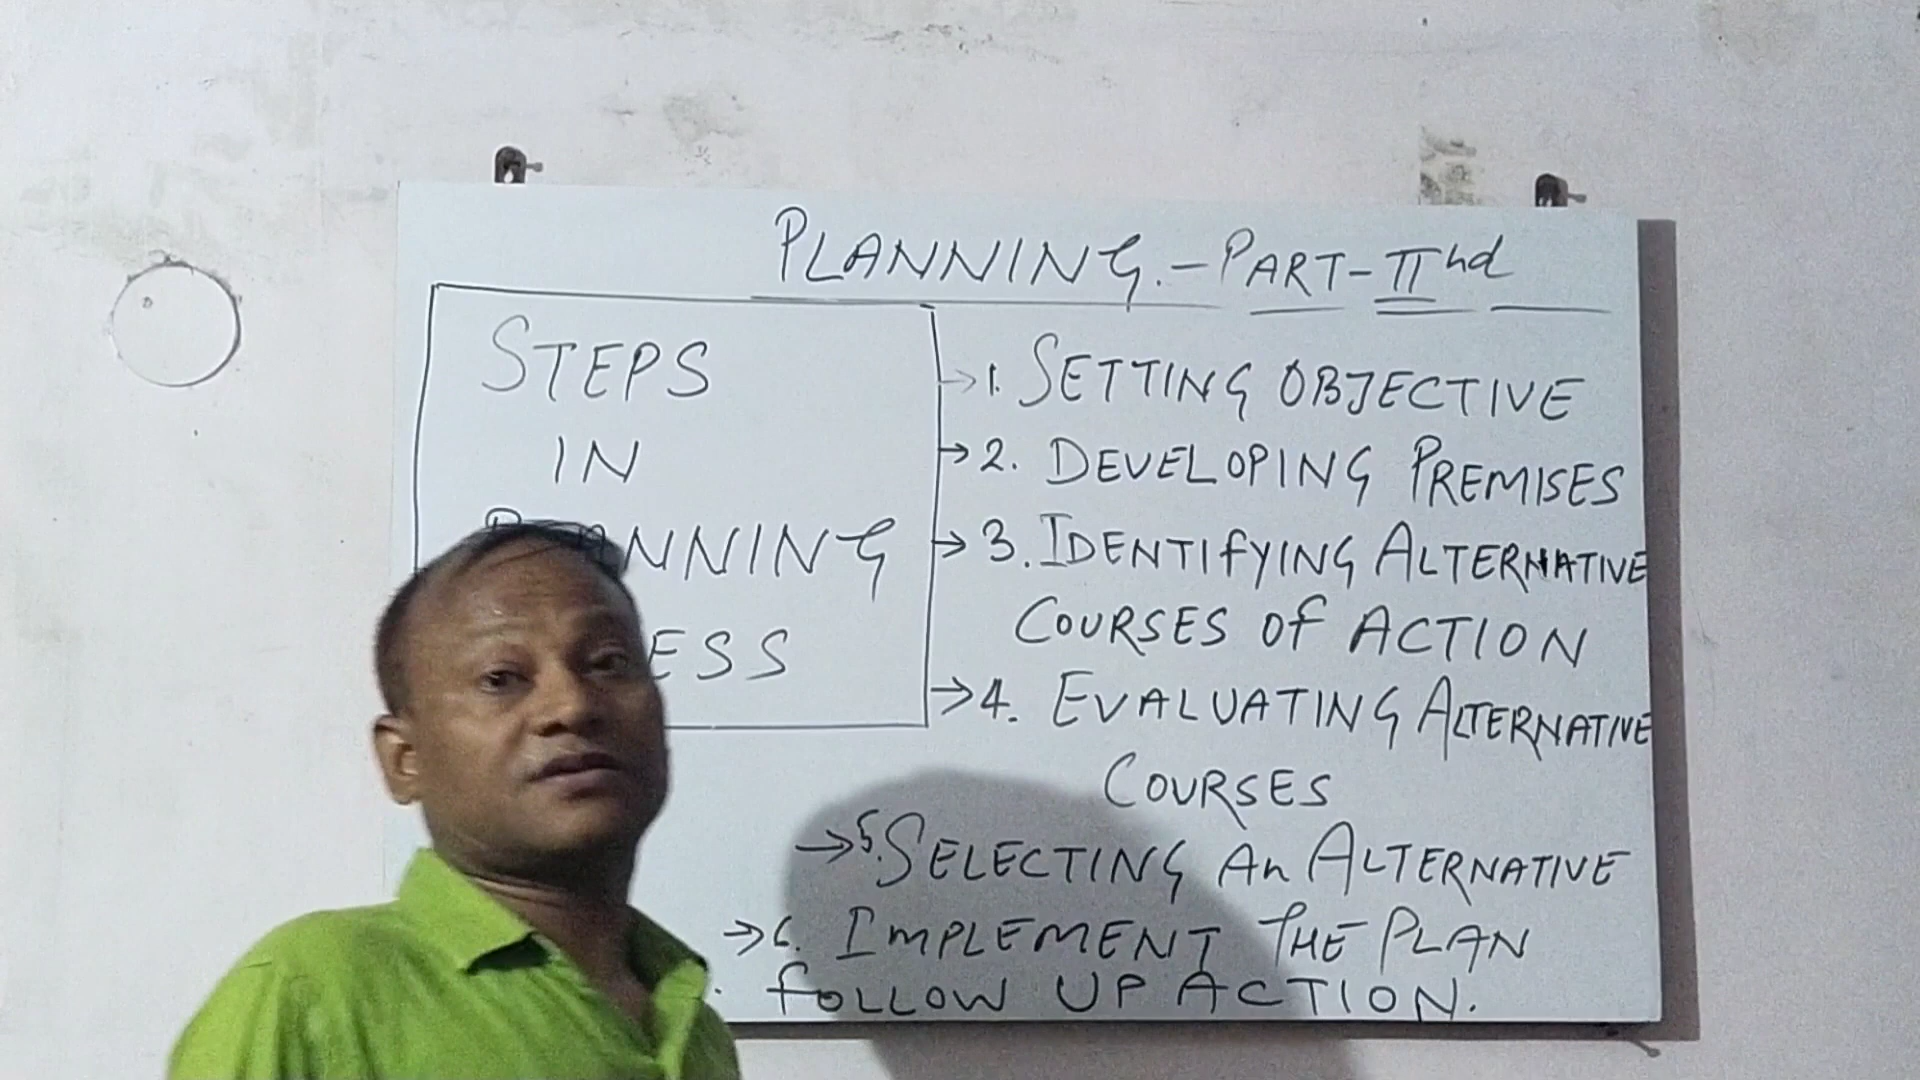 PLANNING. - PART - IInd
STEPS
IN
NNING
ESS
→ 1. SETTING OBJECTIVE
→ 2. DEVELOPING PREMISES
→ 3. IDENTIFYING ALTERNATIVE
COURSES OF ACTION
→ 4. EVALUATING ALTERNATIVE
COURSES
→ 5. SELECTING An ALTERNATIVE
→ 6. IMPLEMENT THE PLAN
FOLLOW UP ACTION.